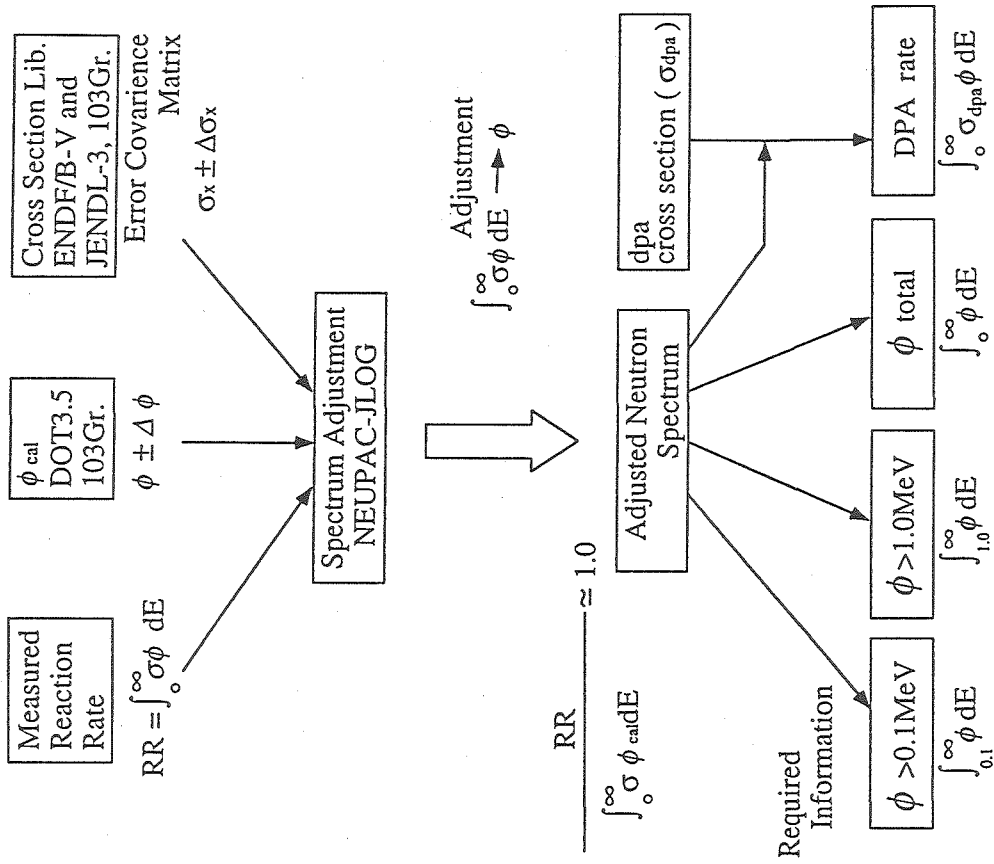 Measured
Reaction
Rate
RR = ∫₀^∞ σφ dE
φ cal
DOT3.5
103Gr.
φ ± Δ φ
Cross Section Lib.
ENDF/B-V and
JENDL-3, 103Gr.
Error Covarience
Matrix
σx ± Δσx
Spectrum Adjustment
NEUPAC-JLOG
Adjustment
∫₀^∞ σφ dE → φ
RR
∫₀^∞ σ φ cal dE
≃ 1.0
Adjusted Neutron
Spectrum
dpa
cross section ( σdpa )
Required
Information
φ >0.1MeV
∫₀.₁^∞ φ dE
φ >1.0MeV
∫₁.₀^∞ φ dE
φ total
∫₀^∞ φ dE
DPA rate
∫₀^∞ σdpa φ dE